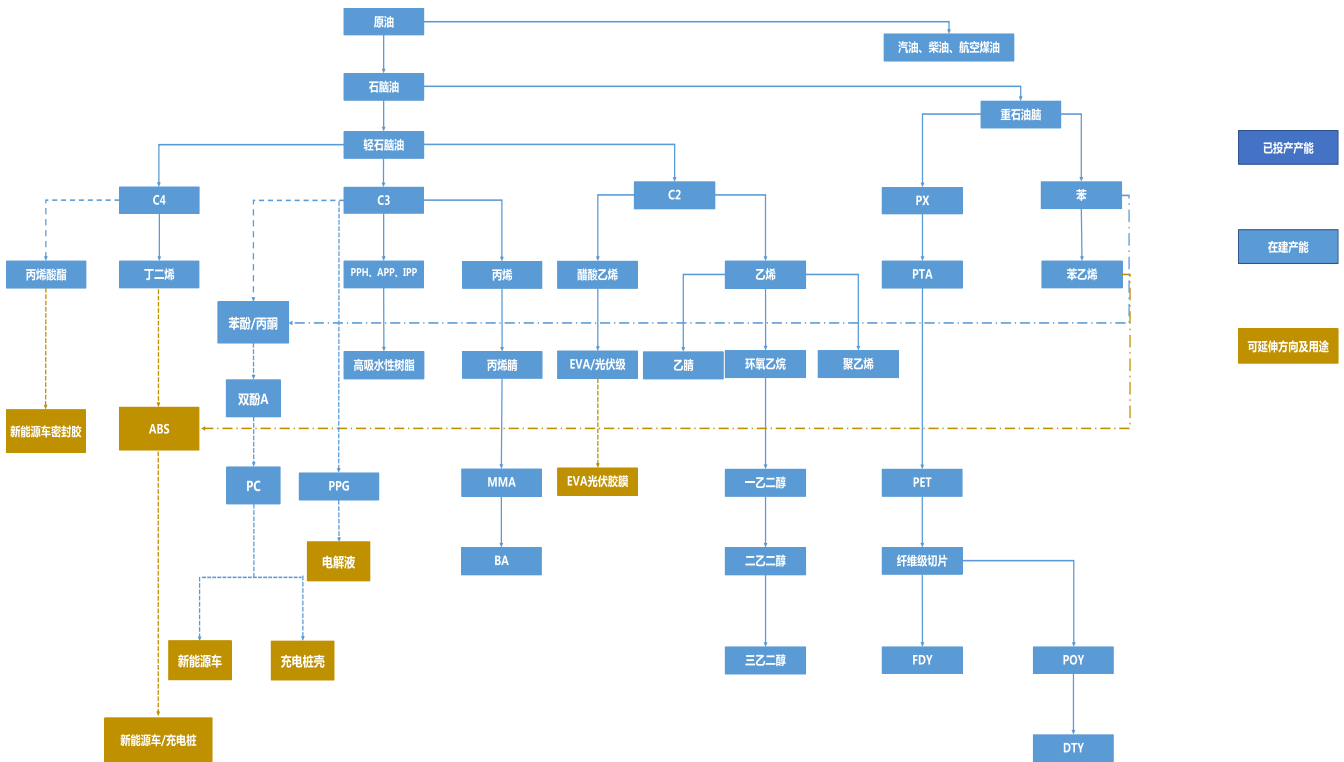 原油
汽油、柴油、航空煤油
石脑油
重石油脑
轻石脑油
已投产产能
C4
C3
C2
PX
苯
在建产能
丙烯酸酯
丁二烯
PPH、APP、IPP
丙烯
醋酸乙烯
乙烯
PTA
苯乙烯
苯酚/丙酮
可延伸方向及用途
高吸水性树脂
丙烯腈
EVA/光伏级
乙腈
环氧乙烷
聚乙烯
双酚A
新能源车密封胶
ABS
PC
PPG
MMA
EVA光伏胶膜
一乙二醇
PET
电解液
BA
二乙二醇
纤维级切片
新能源车
充电桩壳
三乙二醇
FDY
POY
新能源车/充电桩
DTY